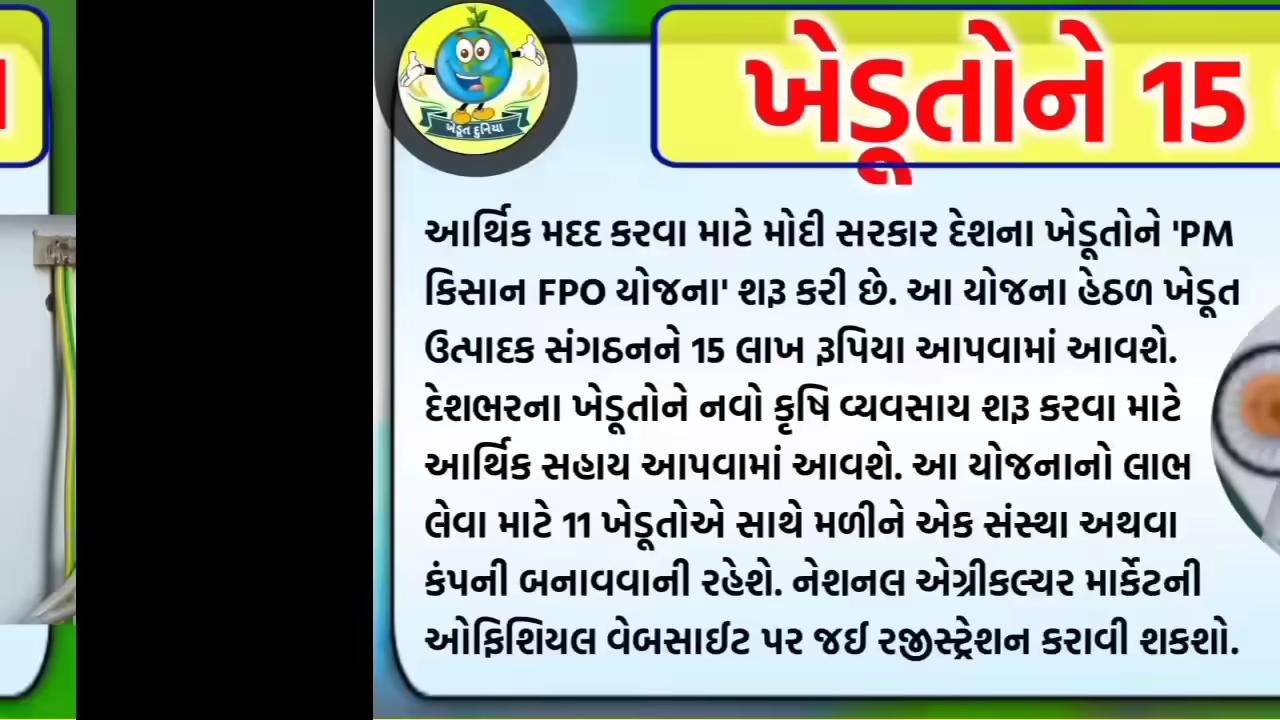 ખેડૂત દુનિયા
ખેડૂતોને 15
આર્થિક મદદ કરવા માટે મોદી સરકાર દેશના ખેડૂતોને 'PM
કિસાન FPO યોજના' શરૂ કરી છે. આ યોજના હેઠળ ખેડૂત
ઉત્પાદક સંગઠનને 15 લાખ રૂપિયા આપવામાં આવશે.
દેશભરના ખેડૂતોને નવો કૃષિ વ્યવસાય શરૂ કરવા માટે
આર્થિક સહાય આપવામાં આવશે. આ યોજનાનો લાભ
લેવા માટે 11 ખેડૂતોએ સાથે મળીને એક સંસ્થા અથવા
કંપની બનાવવાની રહેશે. નેશનલ એગ્રીકલ્ચર માર્કેટની
ઓફિશિયલ વેબસાઈટ પર જઈ રજીસ્ટ્રેશન કરાવી શકશો.